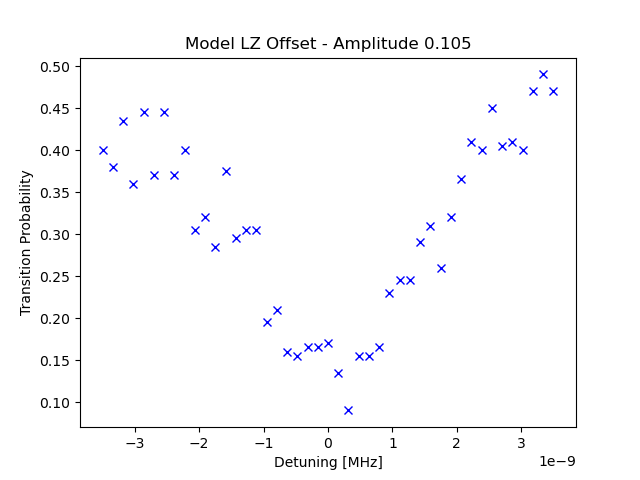 Model LZ Offset - Amplitude 0.105
0.50
0.45
0.40
0.35
0.30
0.25
0.20
0.15
0.10
Transition Probability
−3 −2 −1 0 1 2 3
1e−9
Detuning [MHz]